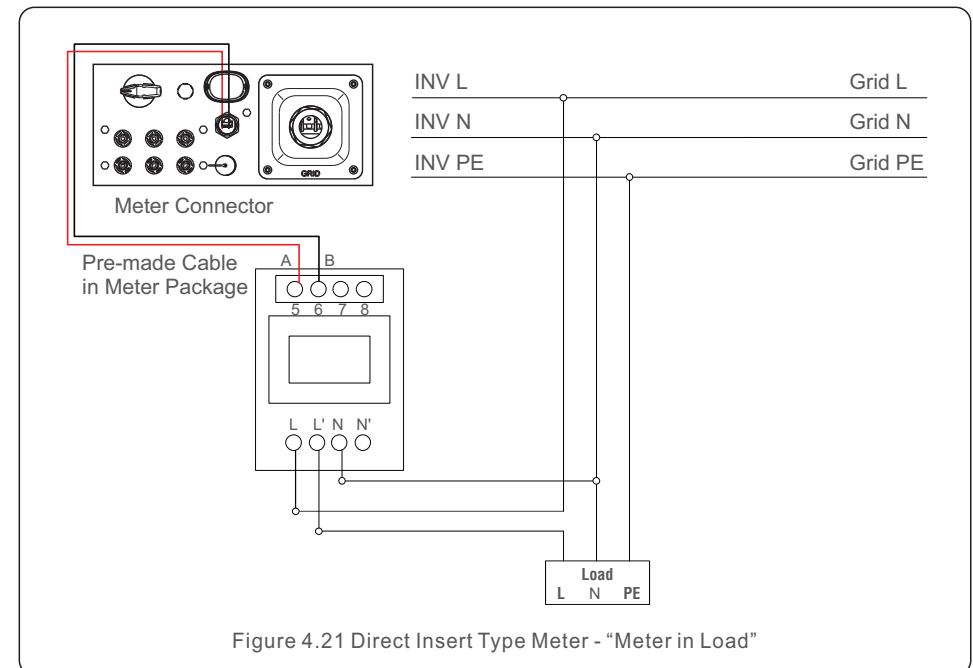 INV L Grid L
INV N Grid N
INV PE Grid PE
GRID
Meter Connector
Pre-made Cable
in Meter Package
A B
5 6 7 8
L L' N N'
Load
L N PE
Figure 4.21 Direct Insert Type Meter - “Meter in Load”